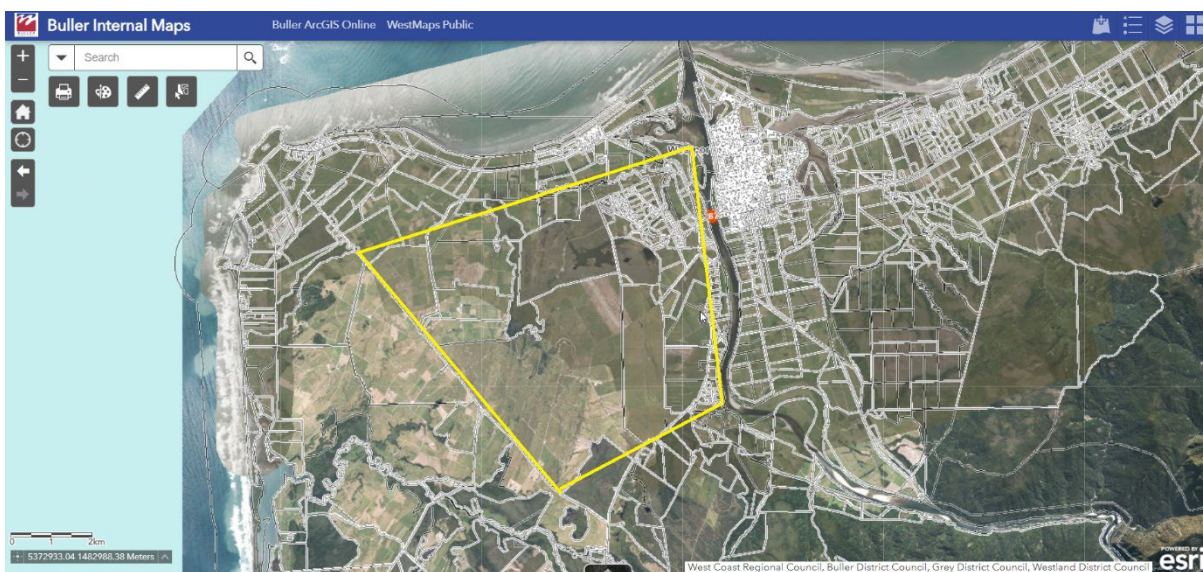 Buller Internal Maps
Buller ArcGIS Online WestMaps Public
Search
0 1 2km
5372933.04 1482988.38 Meters
West Coast Regional Council, Buller District Council, Grey District Council, Westland District Council
POWERED BY
esri